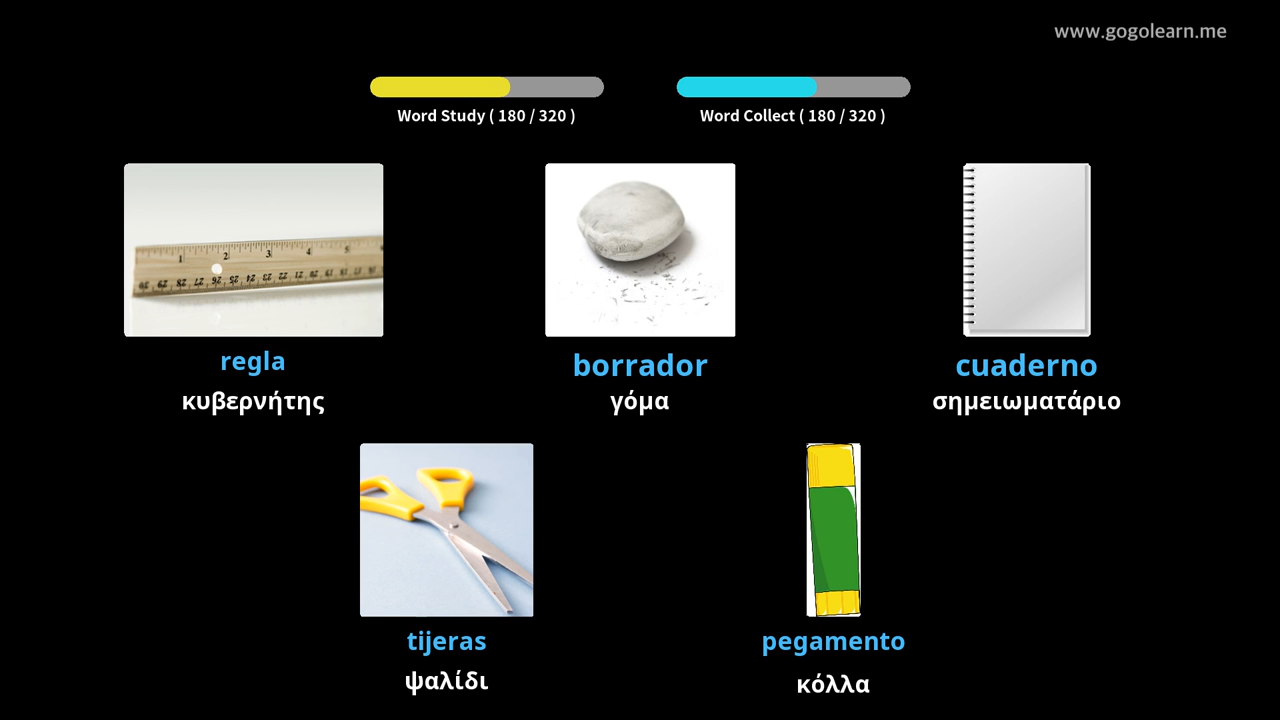 www.gogolearn.me
Word Study ( 180 / 320 )
Word Collect ( 180 / 320 )
regla
κυβερνήτης
borrador
γόμα
cuaderno
σημειωματάριο
tijeras
ψαλίδι
pegamento
κόλλα